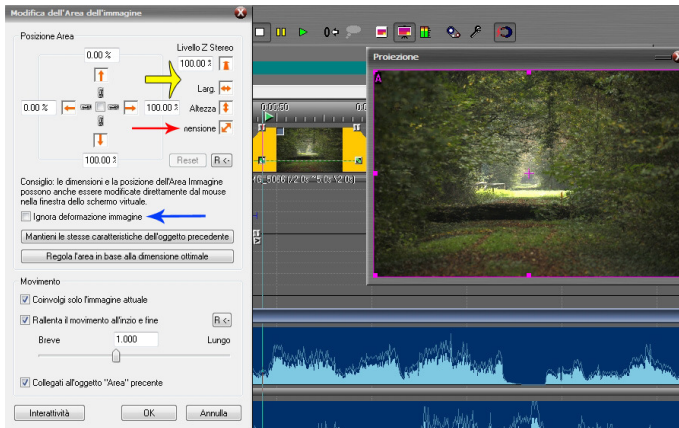 Modifica dell'Area dell'immagine
Posizione Area
0.00 %
Livello Z Stereo
100.00 %
Larg.
0.00 %
100.00 %
Altezza
nensione
100.00 %
Reset
R <-
Consiglio: le dimensioni e la posizione dell'Area Immagine
possono anche essere modificate direttamente dal mouse
nella finestra dello schermo virtuale.
Ignora deformazione immagine
Mantieni le stesse caratteristiche dell'oggetto precedente
Regola l'area in base alla dimensione ottimale
Movimento
Coinvolgi solo l'immagine attuale
Rallenta il movimento all'inzio e fine
R <-
Breve
1.000
Lungo
Collegati all'oggetto "Area" precente
Interattività
OK
Annulla
Proiezione
A
0:09:50